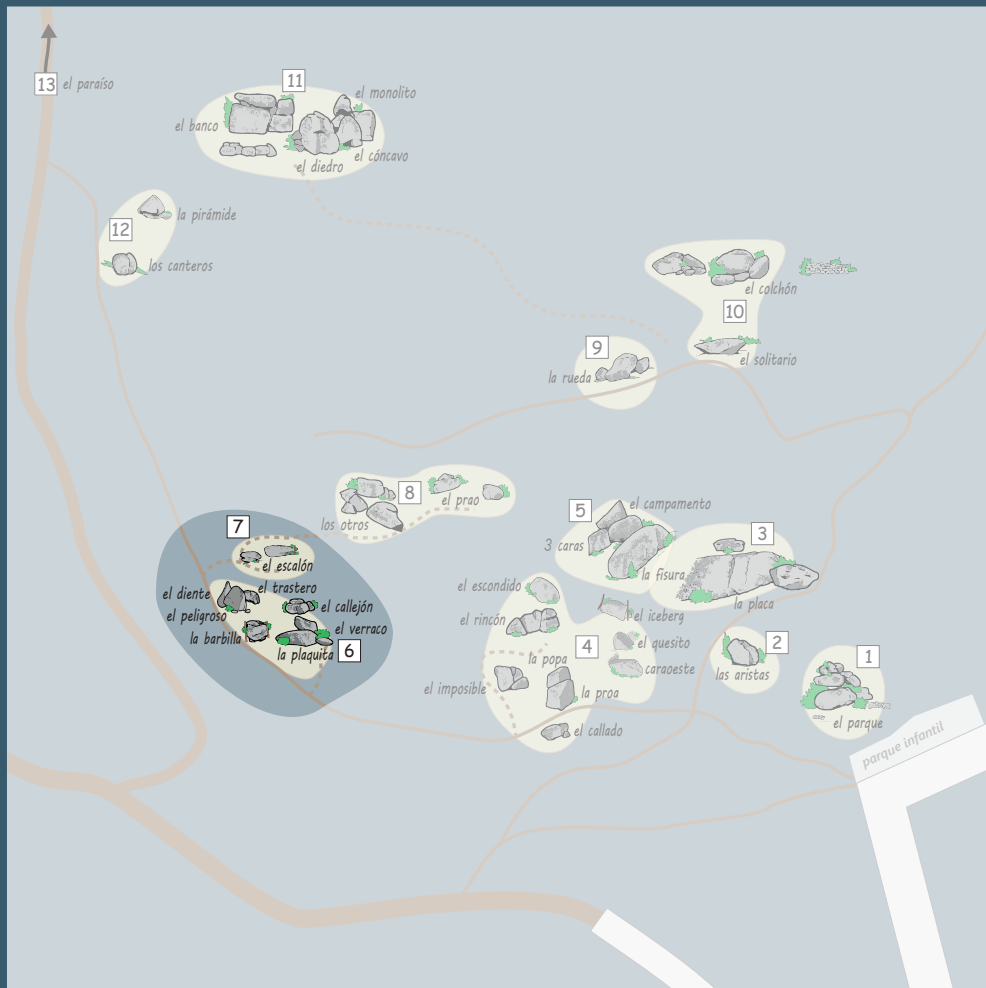 13 el paraíso
11
el monolito
el banco
el cóncavo
el diedro
12
la pirámide
los canteros
el colchón
10
el solitario
9
la rueda
8
el prao
los otros
5
el campamento
3 caras
la fisura
3
la placa
7
el escalón
el trastero
el diente
el callejón
el peligroso
el verraco
la barbilla
la plaquita
6
el escondido
el iceberg
el rincón
4
el quesito
la popa
caraoeste
el imposible
la proa
el callado
2
las aristas
1
el parque
parque infantil